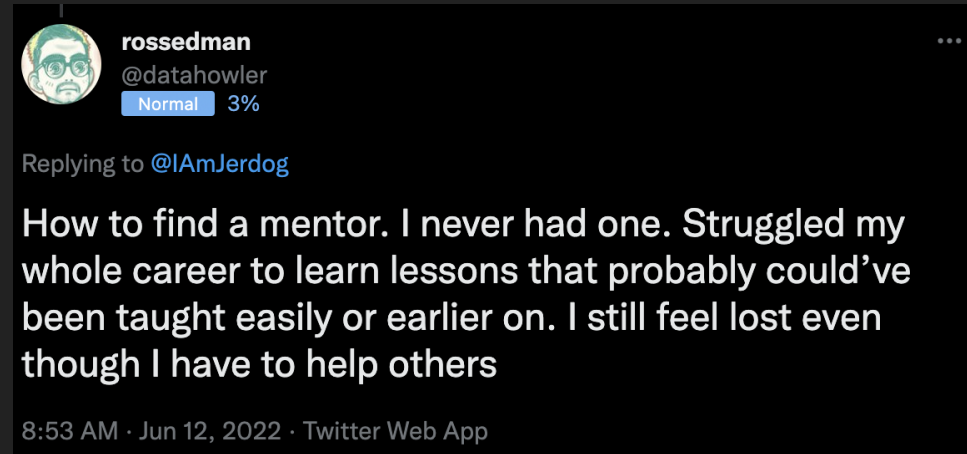 rossedman
@datahowler
Normal 3%
Replying to @IAmJerdog
How to find a mentor. I never had one. Struggled my
whole career to learn lessons that probably could’ve
been taught easily or earlier on. I still feel lost even
though I have to help others
8:53 AM · Jun 12, 2022 · Twitter Web App